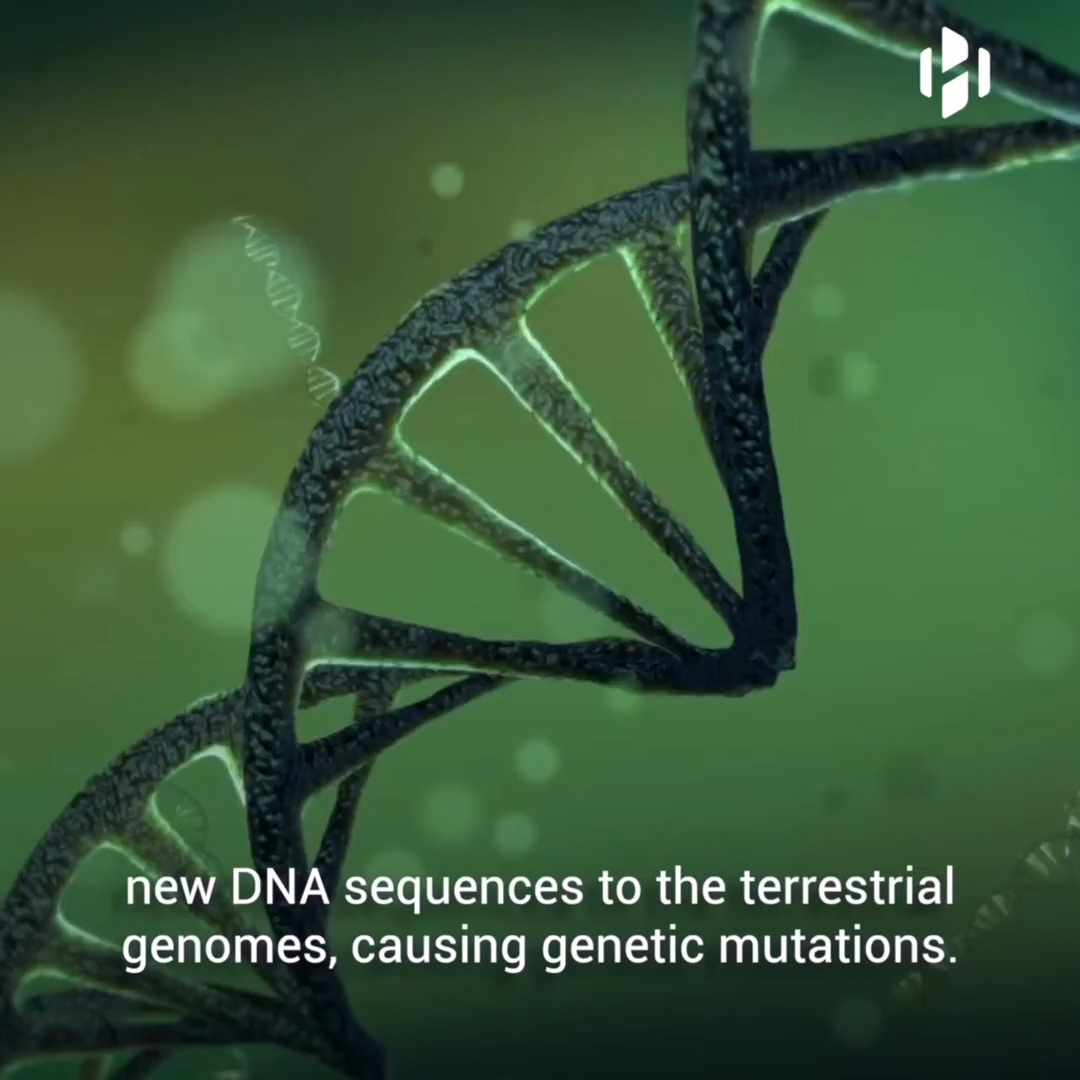 new DNA sequences to the terrestrial
genomes, causing genetic mutations.